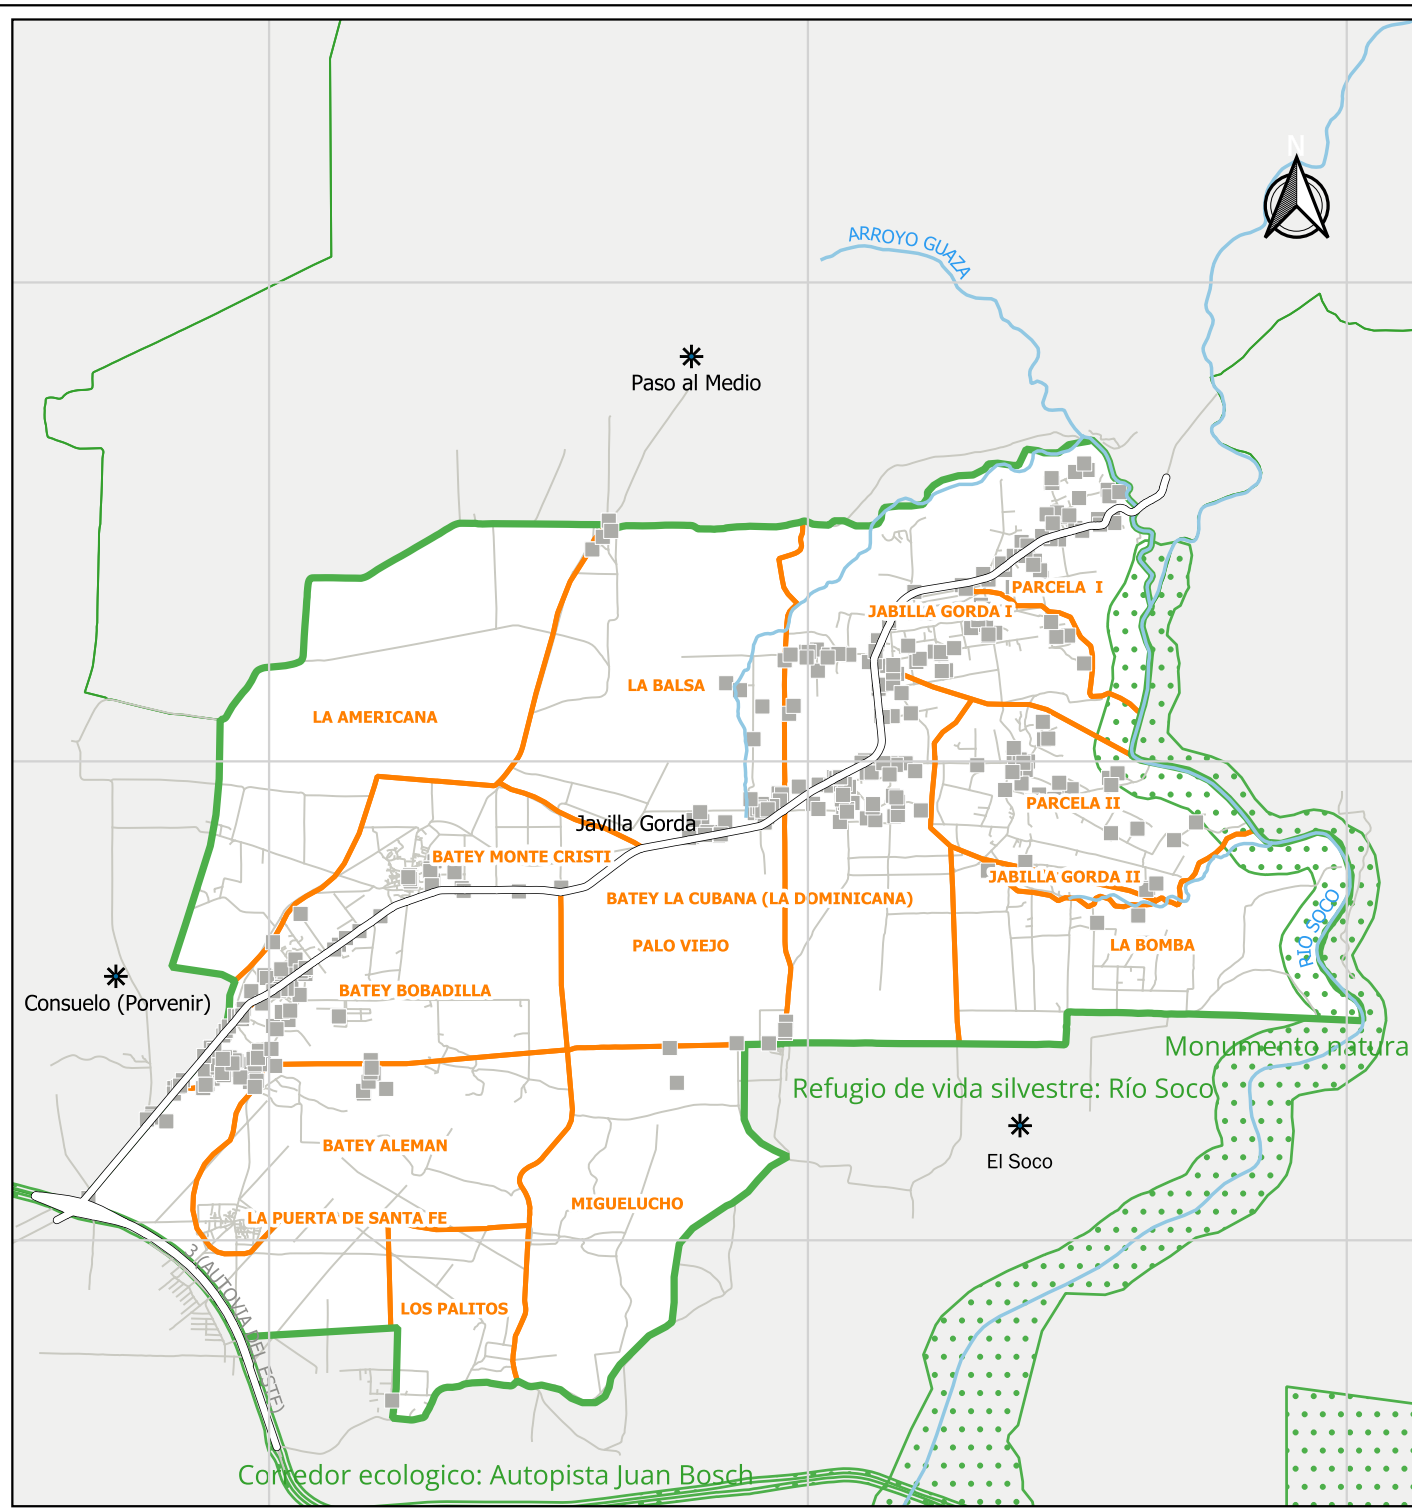 N
ARROYO GUAZA
Paso al Medio
PARCELA I
JABILLA GORDA I
LA BALSA
LA AMERICANA
PARCELA II
Javilla Gorda
BATEY MONTE CRISTI
JABILLA GORDA II
BATEY LA CUBANA (LA DOMINICANA)
RIO SOCO
PALO VIEJO
LA BOMBA
BATEY BOBADILLA
Consuelo (Porvenir)
Monumento natura
Refugio de vida silvestre: Río Soco
BATEY ALEMAN
El Soco
MIGUELUCHO
LA PUERTA DE SANTA FE
3 (AUTOVIA DEL ESTE)
LOS PALITOS
Corredor ecologico: Autopista Juan Bosch